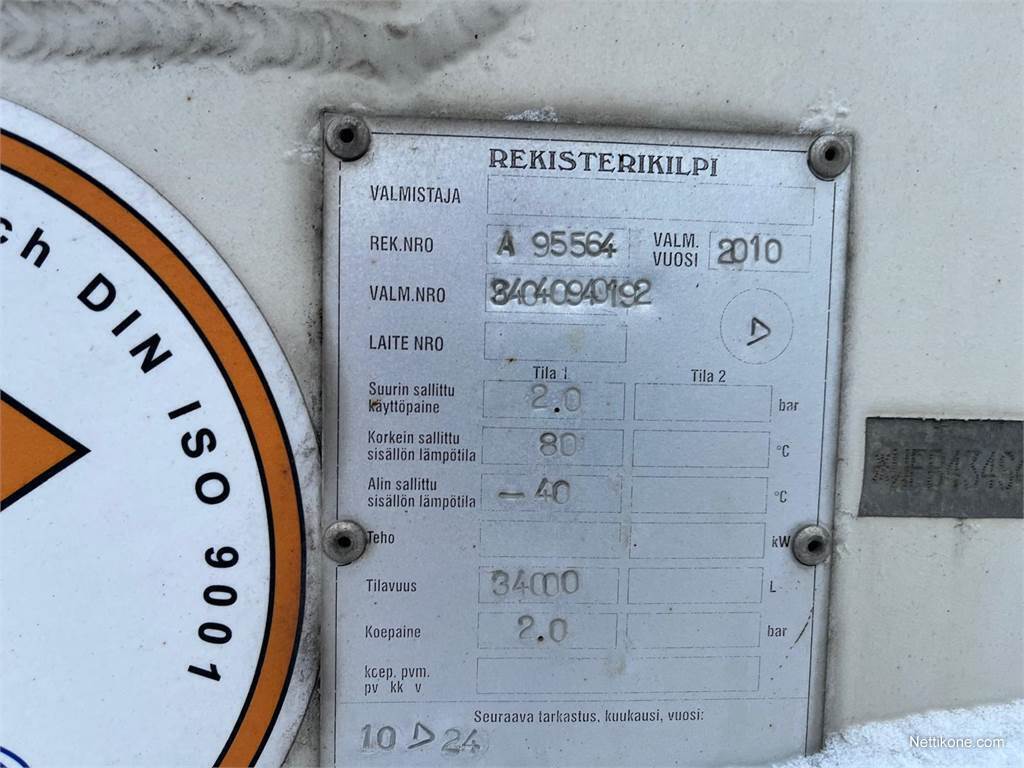 ch DIN ISO 9001
REKISTERIKILPI
VALMISTAJA
REK.NRO A 95564 VALM. VUOSI 2010
VALM.NRO 34040940192
LAITE NRO
Tila 1 Tila 2
Suurin sallittu
käyttöpaine 2.0 bar
Korkein sallittu
sisällön lämpötila 80 °C
Alin sallittu
sisällön lämpötila -40 °C
Teho kW
Tilavuus 34000 L
Koepaine 2.0 bar
kcep. pvm.
pv kk v
Seuraava tarkastus, kuukausi, vuosi:
10 24
Nettikone.com